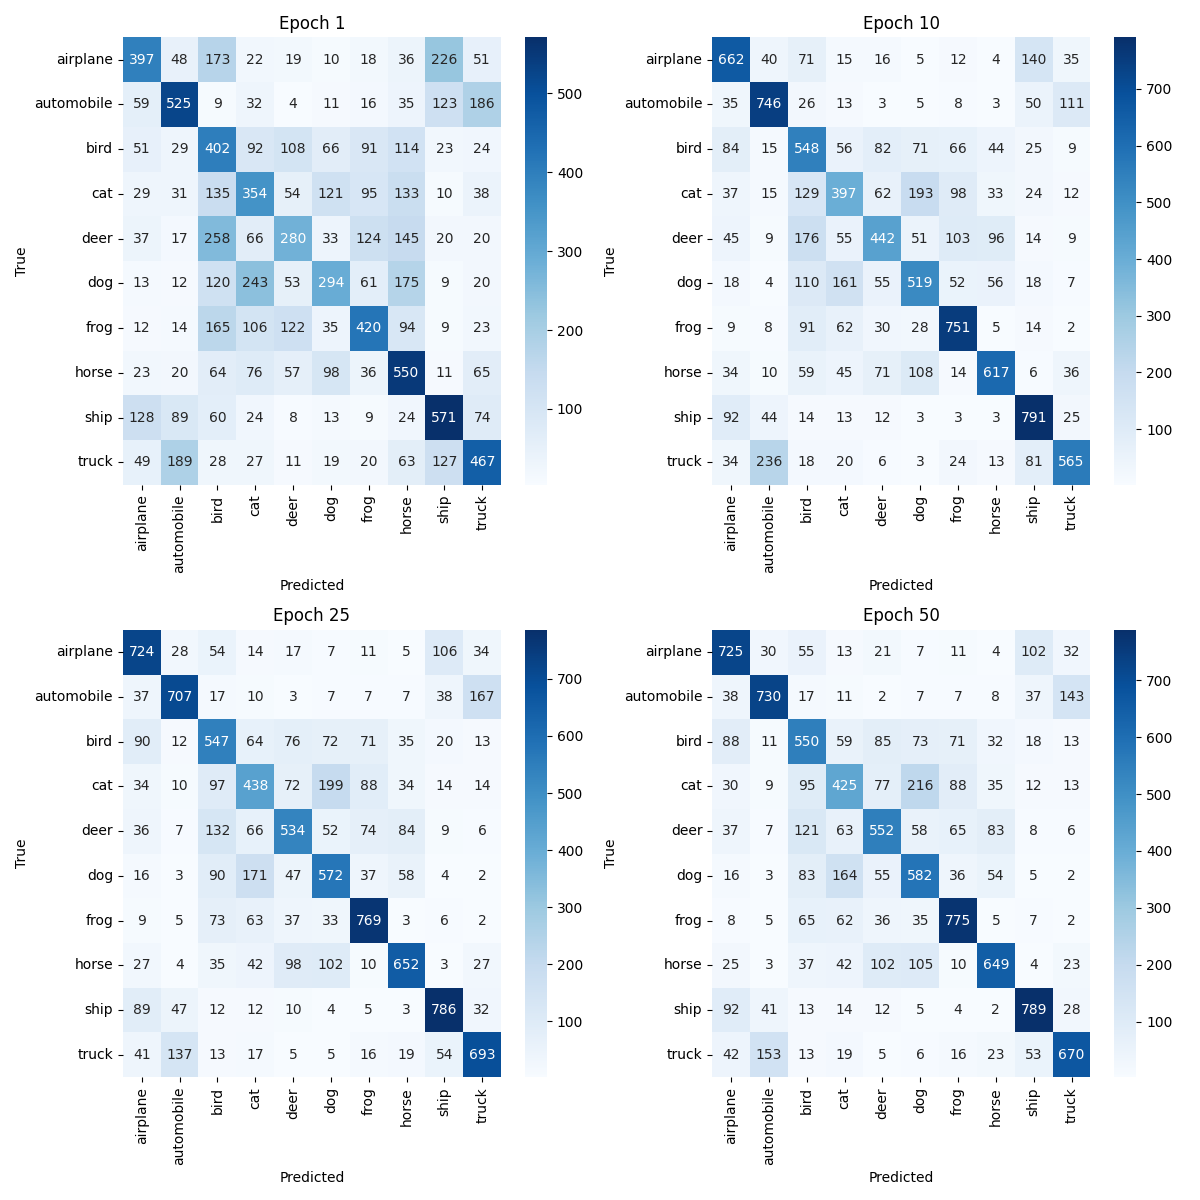 Epoch 1
airplane 397 48 173 22 19 10 18 36 226 51
automobile 59 525 9 32 4 11 16 35 123 186
bird 51 29 402 92 108 66 91 114 23 24
cat 29 31 135 354 54 121 95 133 10 38
deer 37 17 258 66 280 33 124 145 20 20
dog 13 12 120 243 53 294 61 175 9 20
frog 12 14 165 106 122 35 420 94 9 23
horse 23 20 64 76 57 98 36 550 11 65
ship 128 89 60 24 8 13 9 24 571 74
truck 49 189 28 27 11 19 20 63 127 467
airplane automobile bird cat deer dog frog horse ship truck
Predicted
True
500
400
300
200
100
Epoch 10
airplane 662 40 71 15 16 5 12 4 140 35
automobile 35 746 26 13 3 5 8 3 50 111
bird 84 15 548 56 82 71 66 44 25 9
cat 37 15 129 397 62 193 98 33 24 12
deer 45 9 176 55 442 51 103 96 14 9
dog 18 4 110 161 55 519 52 56 18 7
frog 9 8 91 62 30 28 751 5 14 2
horse 34 10 59 45 71 108 14 617 6 36
ship 92 44 14 13 12 3 3 3 791 25
truck 34 236 18 20 6 3 24 13 81 565
airplane automobile bird cat deer dog frog horse ship truck
Predicted
True
700
600
500
400
300
200
100
Epoch 25
airplane 724 28 54 14 17 7 11 5 106 34
automobile 37 707 17 10 3 7 7 7 38 167
bird 90 12 547 64 76 72 71 35 20 13
cat 34 10 97 438 72 199 88 34 14 14
deer 36 7 132 66 534 52 74 84 9 6
dog 16 3 90 171 47 572 37 58 4 2
frog 9 5 73 63 37 33 769 3 6 2
horse 27 4 35 42 98 102 10 652 3 27
ship 89 47 12 12 10 4 5 3 786 32
truck 41 137 13 17 5 5 16 19 54 693
airplane automobile bird cat deer dog frog horse ship truck
Predicted
True
700
600
500
400
300
200
100
Epoch 50
airplane 725 30 55 13 21 7 11 4 102 32
automobile 38 730 17 11 2 7 7 8 37 143
bird 88 11 550 59 85 73 71 32 18 13
cat 30 9 95 425 77 216 88 35 12 13
deer 37 7 121 63 552 58 65 83 8 6
dog 16 3 83 164 55 582 36 54 5 2
frog 8 5 65 62 36 35 775 5 7 2
horse 25 3 37 42 102 105 10 649 4 23
ship 92 41 13 14 12 5 4 2 789 28
truck 42 153 13 19 5 6 16 23 53 670
airplane automobile bird cat deer dog frog horse ship truck
Predicted
True
700
600
500
400
300
200
100